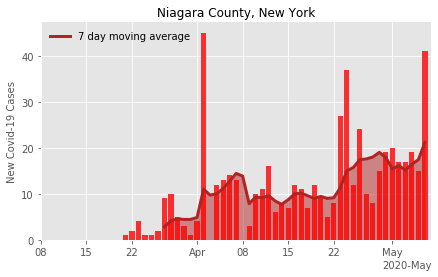 Niagara County, New York
7 day moving average
New Covid-19 Cases
40
30
20
10
0
08 15 22 Apr 08 15 22 May
2020-May